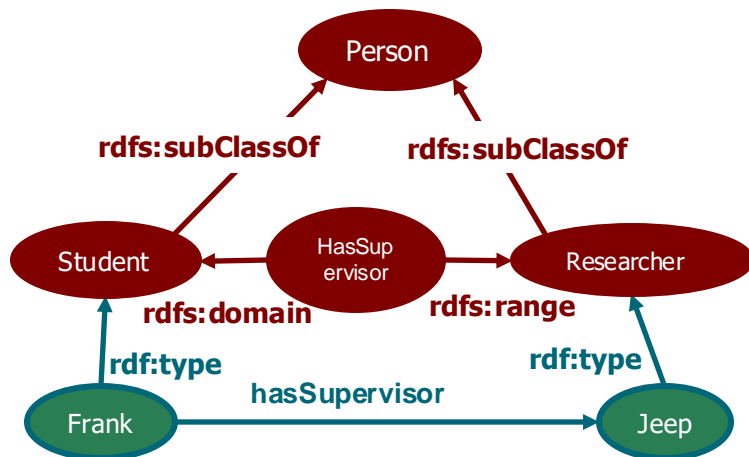 Person
rdfs:subClassOf
rdfs:subClassOf
Student
HasSup
ervisor
Researcher
rdfs:domain
rdfs:range
rdf:type
rdf:type
hasSupervisor
Frank
Jeep